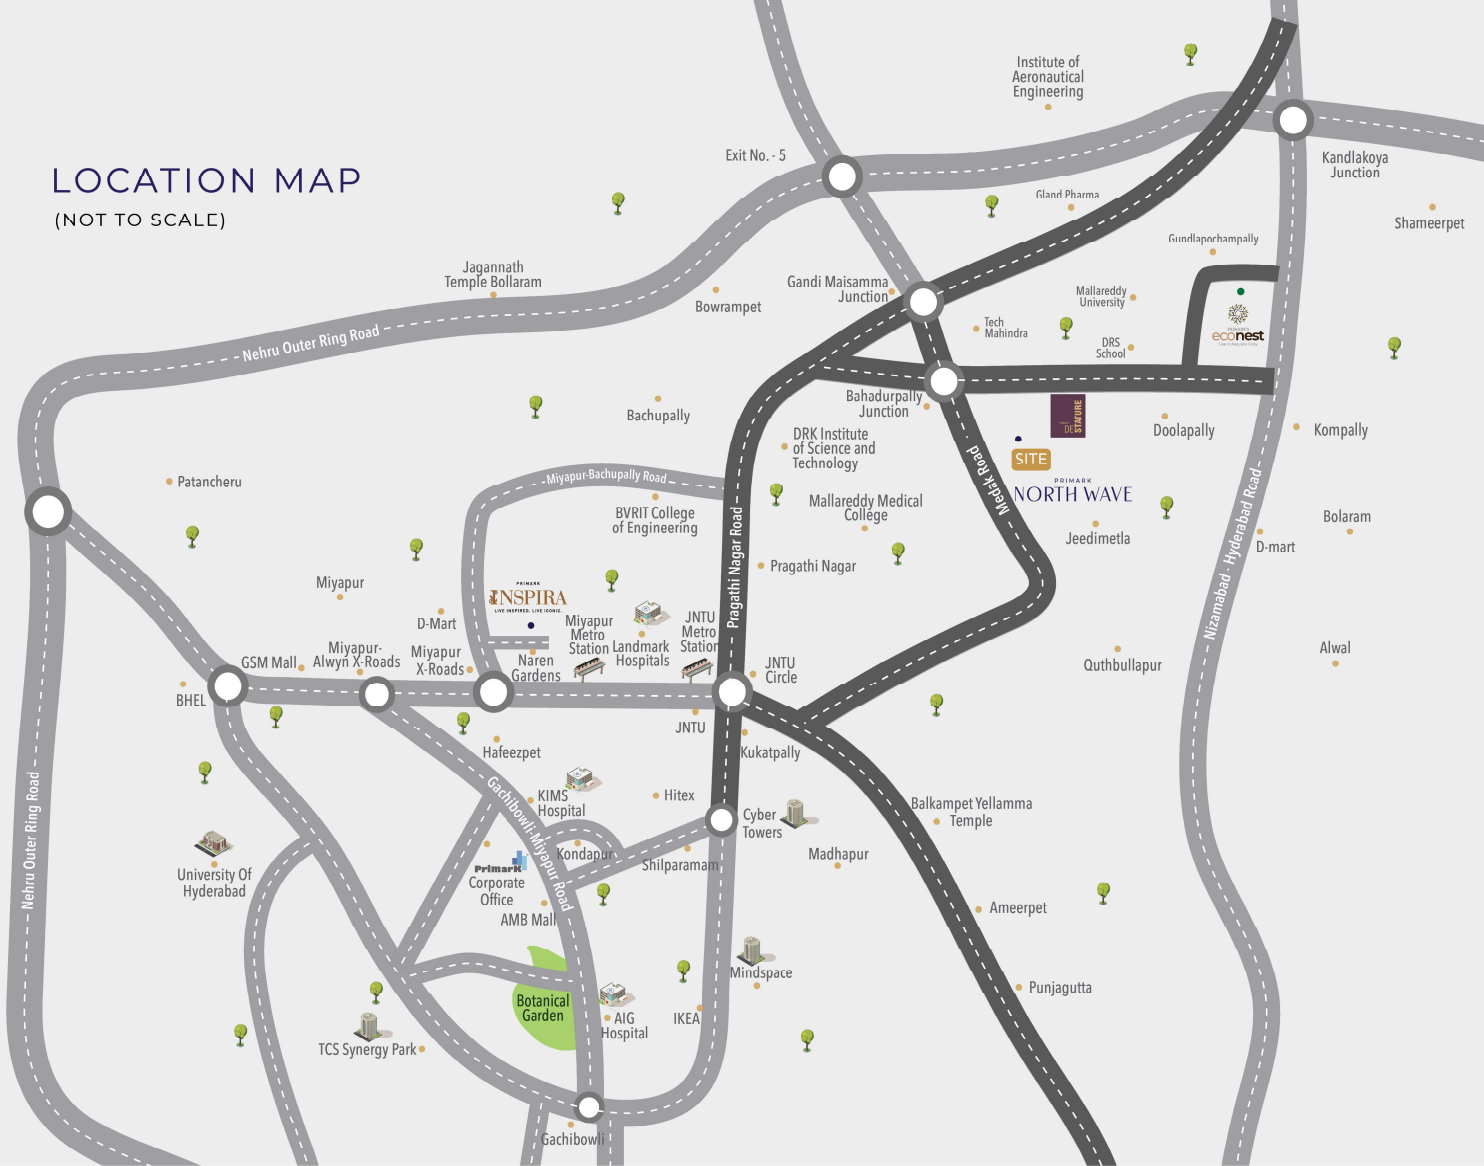 LOCATION MAP
(NOT TO SCALE)
Institute of
Aeronautical
Engineering
Exit No. - 5
Kandlakoya
Junction
Gland Pharma
Shameerpet
Gundlapochampally
Jagannath
Temple Bollaram
Bowrampet
Gandi Maisamma
Junction
Mallareddy
University
Tech
Mahindra
DRS
School
PRIMARK'S
econest
Nehru Outer Ring Road
Bachupally
Bahadurpally
Junction
DE
STATURE
Doolapally
Kompally
DRK Institute
of Science and
Technology
SITE
PRIMARK
NORTH WAVE
Medak Road
Patancheru
Miyapur-Bachupally Road
BVRIT College
of Engineering
Mallareddy Medical
College
Jeedimetla
Bolaram
D-mart
Nizamabad - Hyderabad Road
Pragathi Nagar Road
Pragathi Nagar
Miyapur
PRIMARK
INSPIRA
LIVE INSPIRED. LIVE ICONIC.
D-Mart
Miyapur
Metro
Station
Landmark
Hospitals
JNTU
Metro
Station
GSM Mall
Miyapur-
Alwyn X-Roads
Miyapur
X-Roads
Naren
Gardens
JNTU
Circle
Quthbullapur
Alwal
BHEL
JNTU
Hafeezpet
Kukatpally
Nehru Outer Ring Road
Gachibowli-Miyapur Road
KIMS
Hospital
Hitex
Cyber
Towers
Balkampet Yellamma
Temple
University Of
Hyderabad
Primark
Corporate
Office
Kondapur
Shilparamam
Madhapur
AMB Mall
Ameerpet
Mindspace
Punjagutta
Botanical
Garden
AIG
Hospital
IKEA
TCS Synergy Park
Gachibowli